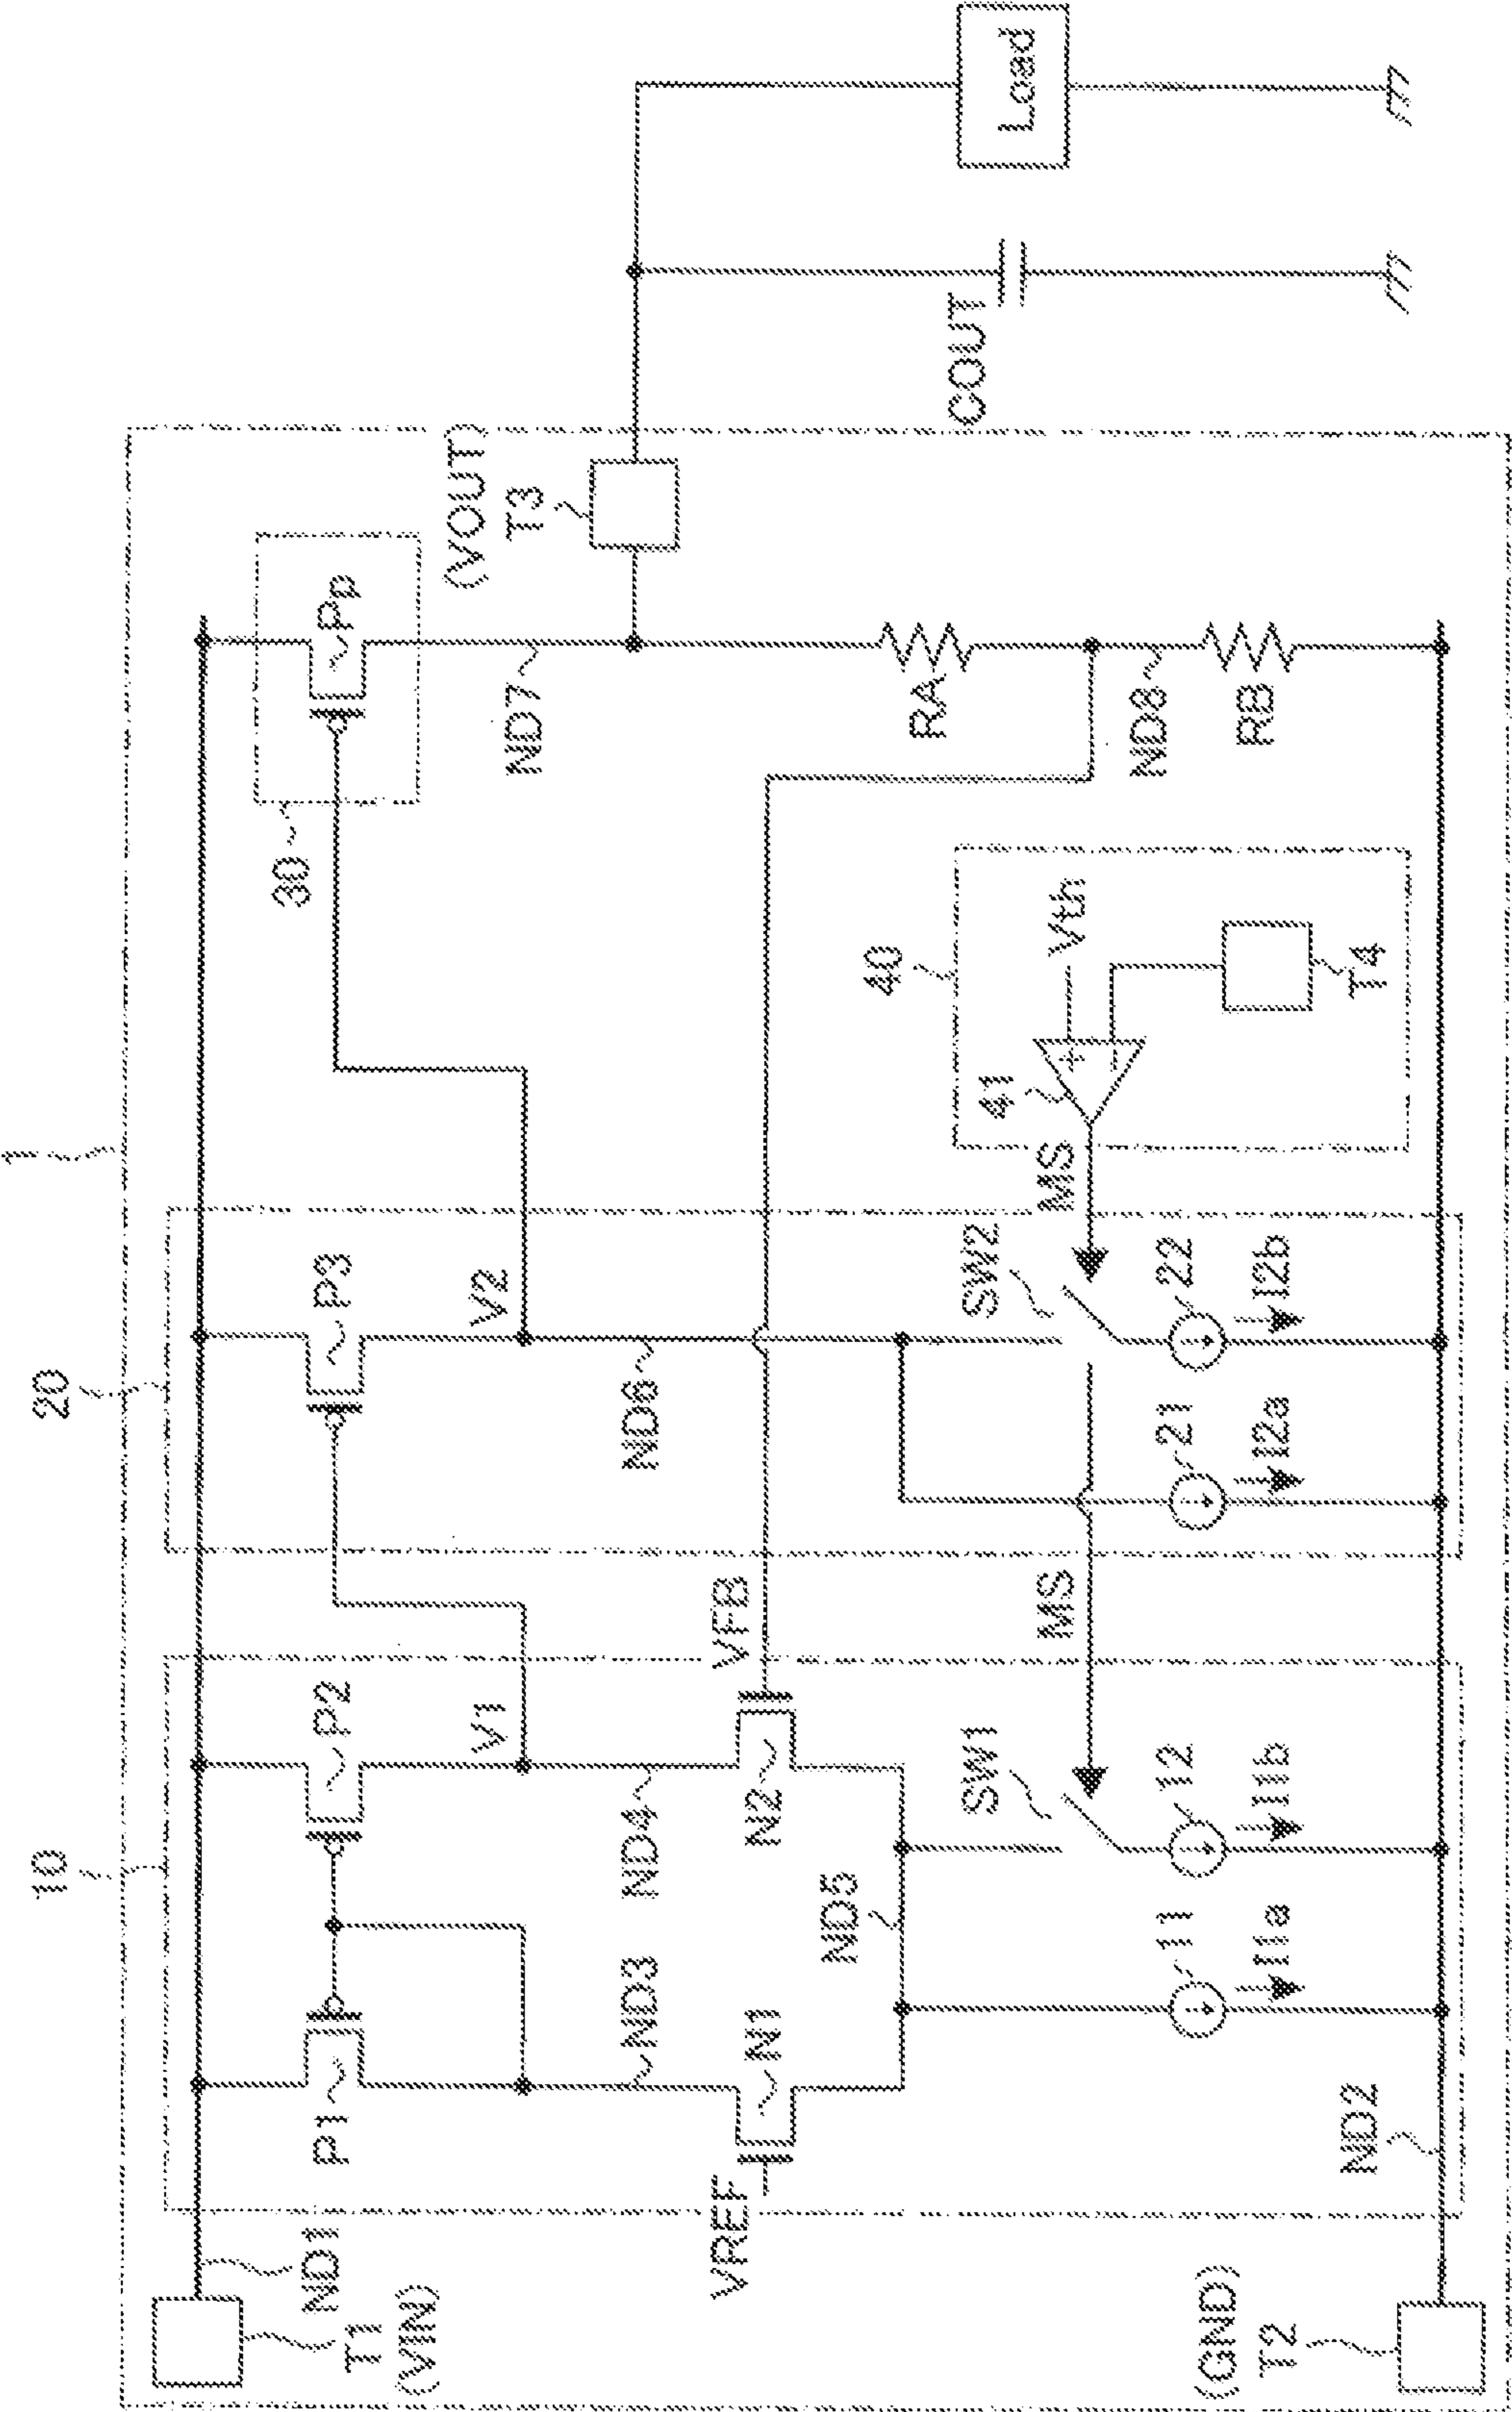 1
10
20
30
40
T1
(VIN)
ND1
P1
P2
V1
P3
V2
Pp
(VOUT)
T3
ND7
ND3
ND4
ND6
VREF
N1
N2
VFB
ND5
SW1
MS
SW2
MS
41
Vth
+
−
T4
RA
ND8
RB
COUT
Load
11
I1a
12
I1b
21
I2a
22
I2b
(GND)
T2
ND2